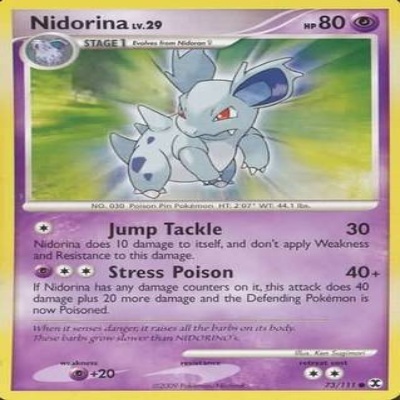 Nidorina LV.29 HP 80
STAGE 1 Evolves from Nidoran♀
NO. 030 Poison Pin Pokémon HT: 2'07" WT: 44.1 lbs.
Jump Tackle 30
Nidorina does 10 damage to itself, and don't apply Weakness
and Resistance to this damage.
Stress Poison 40+
If Nidorina has any damage counters on it, this attack does 40
damage plus 20 more damage and the Defending Pokémon is
now Poisoned.
When it senses danger, it raises all the barbs on its body.
These barbs grow slower than NIDORINO's.
Illus. Ken Sugimori
weakness resistance retreat cost
+20
©2009 Pokémon 73/111